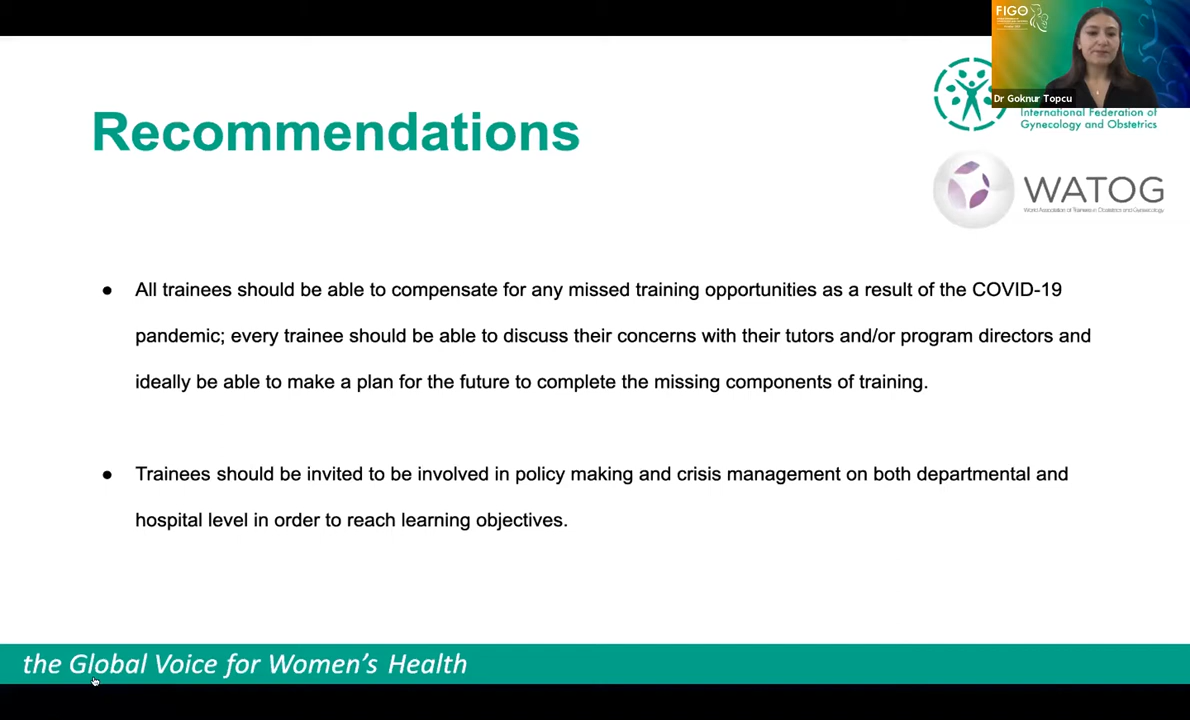 FIGO
Dr Goknur Topcu
International Federation of
Gynecology and Obstetrics
WATOG
World Association of Trainees in Obstetrics and Gynecology
Recommendations
● All trainees should be able to compensate for any missed training opportunities as a result of the COVID-19
pandemic; every trainee should be able to discuss their concerns with their tutors and/or program directors and
ideally be able to make a plan for the future to complete the missing components of training.
● Trainees should be invited to be involved in policy making and crisis management on both departmental and
hospital level in order to reach learning objectives.
the Global Voice for Women's Health